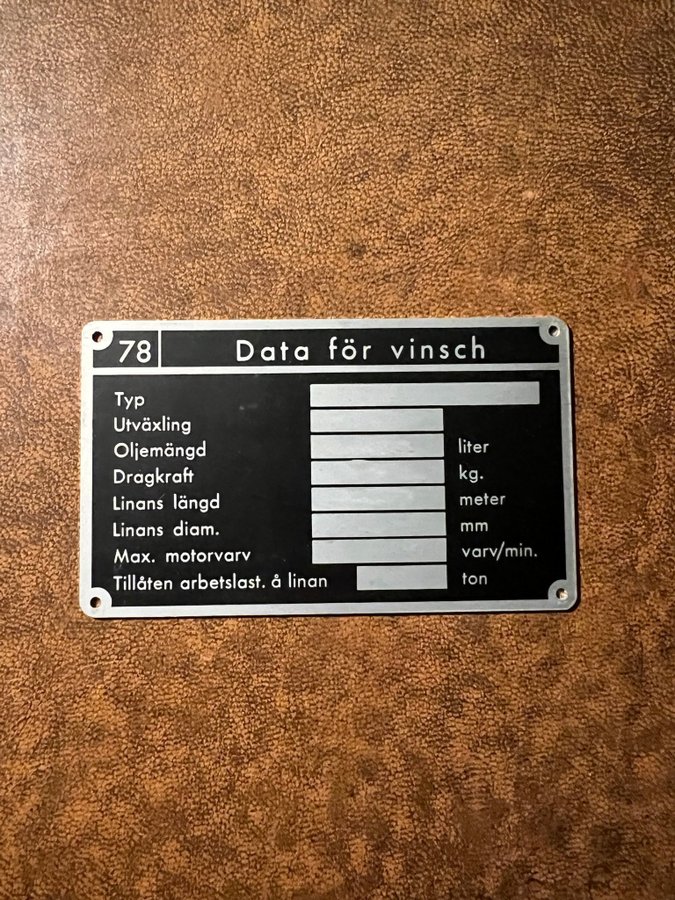 78 Data för vinsch
Typ
Utväxling
Oljemängd liter
Dragkraft kg.
Linans längd meter
Linans diam. mm
Max. motorvarv varv/min.
Tillåten arbetslast. å linan ton